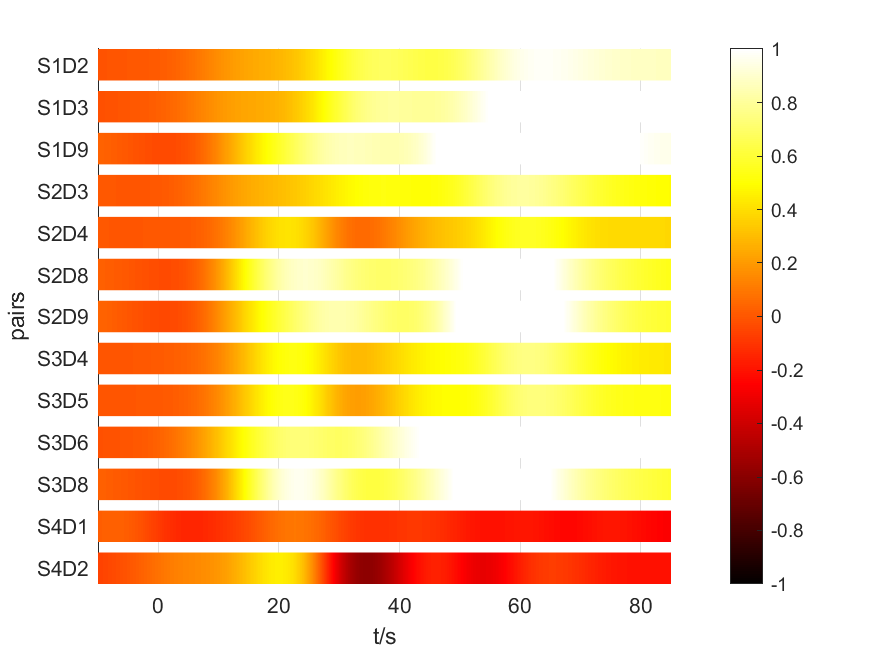 S1D2
S1D3
S1D9
S2D3
S2D4
S2D8
S2D9
S3D4
S3D5
S3D6
S3D8
S4D1
S4D2
pairs
0 20 40 60 80
t/s
1
0.8
0.6
0.4
0.2
0
-0.2
-0.4
-0.6
-0.8
-1